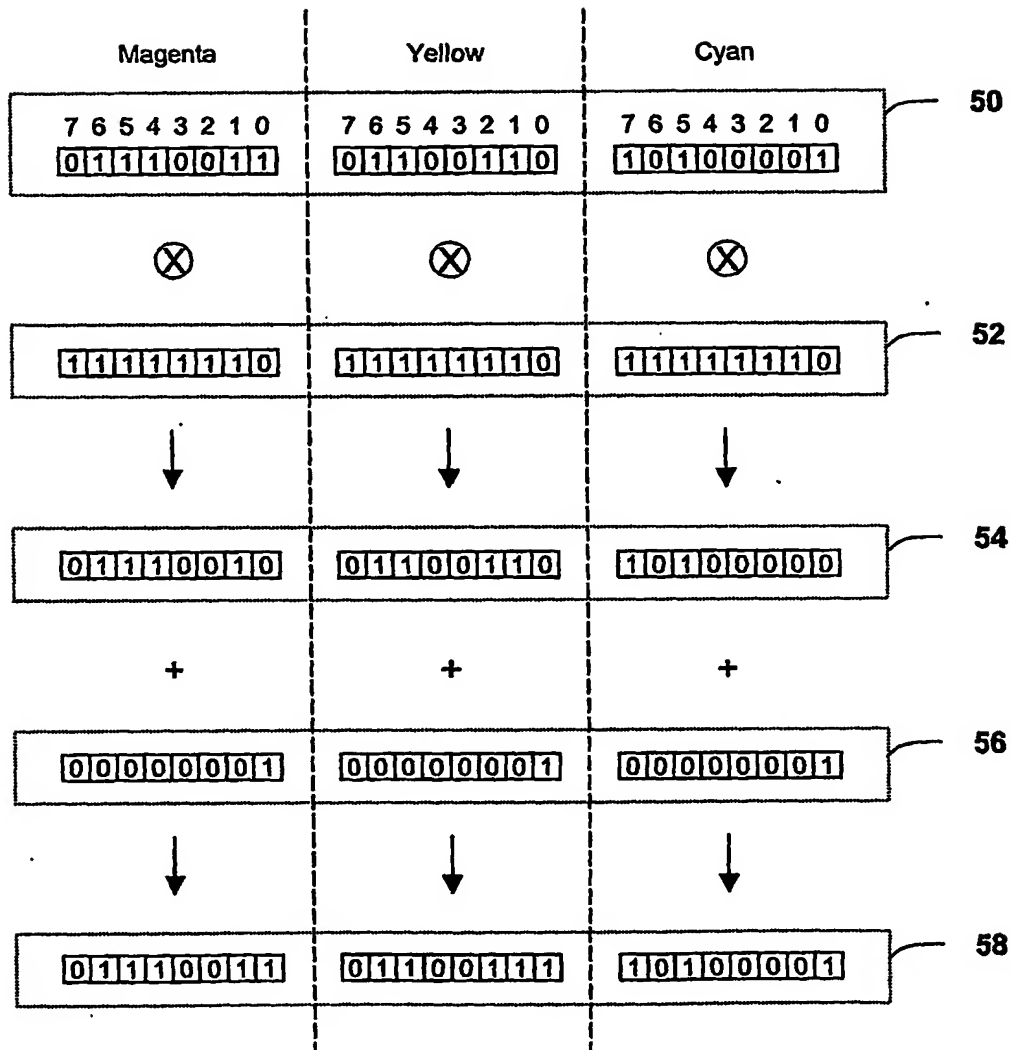 Magenta Yellow Cyan
50
7 6 5 4 3 2 1 0 7 6 5 4 3 2 1 0 7 6 5 4 3 2 1 0
0 1 1 1 0 0 1 1 0 1 1 0 0 1 1 0 1 0 1 0 0 0 0 1
X X X
52
1 1 1 1 1 1 1 0 1 1 1 1 1 1 1 0 1 1 1 1 1 1 1 0
54
0 1 1 1 0 0 1 0 0 1 1 0 0 1 1 0 1 0 1 0 0 0 0 0
+ + +
56
0 0 0 0 0 0 0 1 0 0 0 0 0 0 0 1 0 0 0 0 0 0 0 1
58
0 1 1 1 0 0 1 1 0 1 1 0 0 1 1 1 1 0 1 0 0 0 0 1